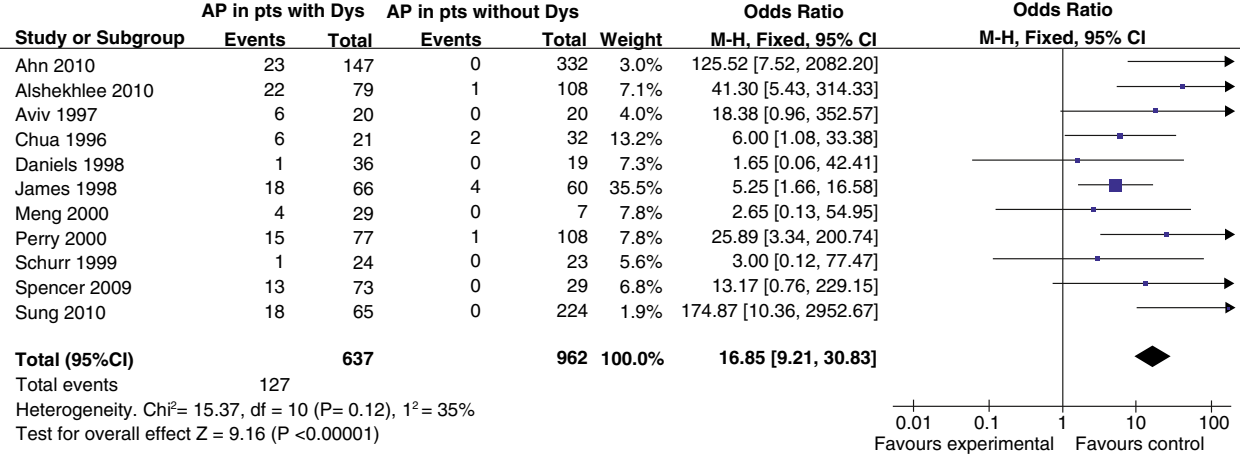 AP in pts with Dys AP in pts without Dys Odds Ratio Odds Ratio
Study or Subgroup Events Total Events Total Weight M-H, Fixed, 95% CI M-H, Fixed, 95% CI
Ahn 2010 23 147 0 332 3.0% 125.52 [7.52, 2082.20]
Alshekhlee 2010 22 79 1 108 7.1% 41.30 [5.43, 314.33]
Aviv 1997 6 20 0 20 4.0% 18.38 [0.96, 352.57]
Chua 1996 6 21 2 32 13.2% 6.00 [1.08, 33.38]
Daniels 1998 1 36 0 19 7.3% 1.65 [0.06, 42.41]
James 1998 18 66 4 60 35.5% 5.25 [1.66, 16.58]
Meng 2000 4 29 0 7 7.8% 2.65 [0.13, 54.95]
Perry 2000 15 77 1 108 7.8% 25.89 [3.34, 200.74]
Schurr 1999 1 24 0 23 5.6% 3.00 [0.12, 77.47]
Spencer 2009 13 73 0 29 6.8% 13.17 [0.76, 229.15]
Sung 2010 18 65 0 224 1.9% 174.87 [10.36, 2952.67]
Total (95%CI) 637 962 100.0% 16.85 [9.21, 30.83]
Total events 127
Heterogeneity. Chi²= 15.37, df = 10 (P= 0.12), 1² = 35%
Test for overall effect Z = 9.16 (P <0.00001)
0.01 0.1 1 10 100
Favours experimental Favours control